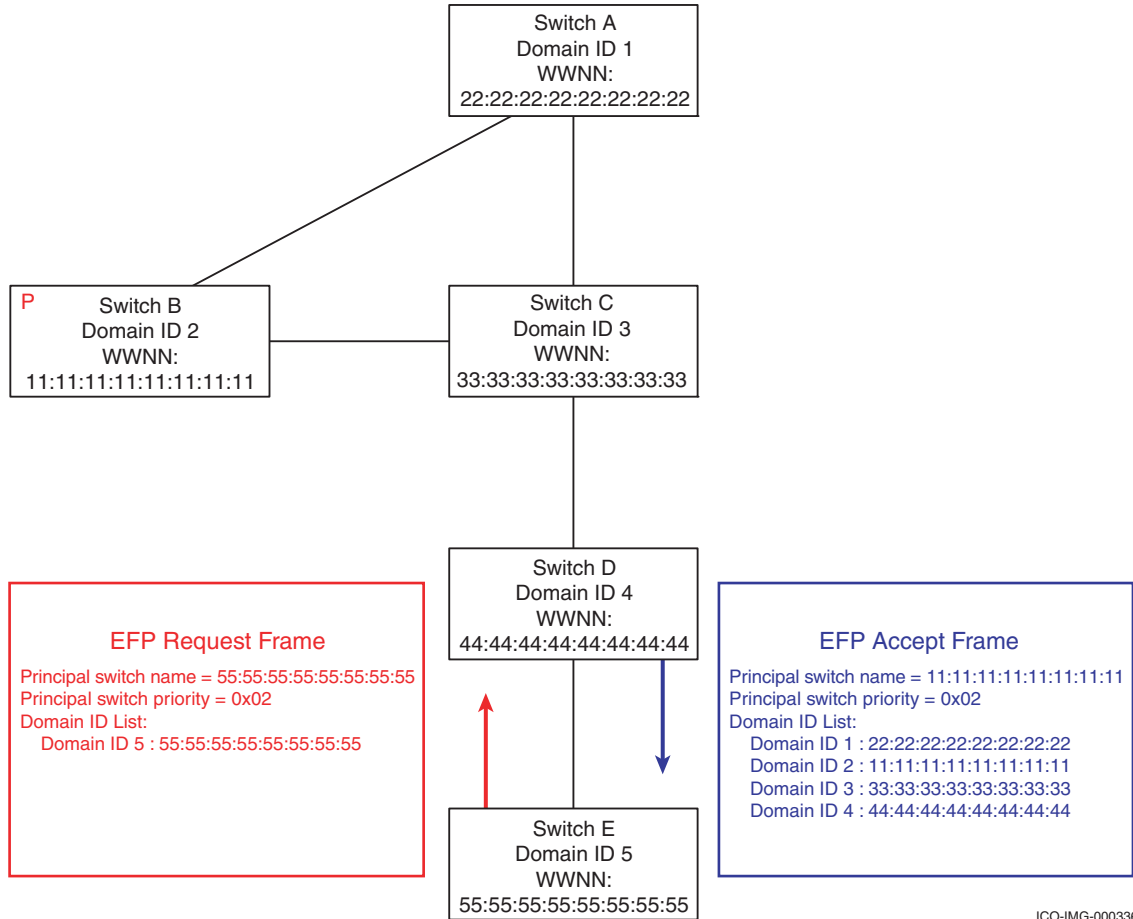 Switch A
Domain ID 1
WWNN:
22:22:22:22:22:22:22:22
P
Switch B
Domain ID 2
WWNN:
11:11:11:11:11:11:11:11
Switch C
Domain ID 3
WWNN:
33:33:33:33:33:33:33:33
Switch D
Domain ID 4
WWNN:
44:44:44:44:44:44:44:44
EFP Request Frame
Principal switch name = 55:55:55:55:55:55:55:55
Principal switch priority = 0x02
Domain ID List:
Domain ID 5 : 55:55:55:55:55:55:55:55
EFP Accept Frame
Principal switch name = 11:11:11:11:11:11:11:11
Principal switch priority = 0x02
Domain ID List:
Domain ID 1 : 22:22:22:22:22:22:22:22
Domain ID 2 : 11:11:11:11:11:11:11:11
Domain ID 3 : 33:33:33:33:33:33:33:33
Domain ID 4 : 44:44:44:44:44:44:44:44
Switch E
Domain ID 5
WWNN:
55:55:55:55:55:55:55:55